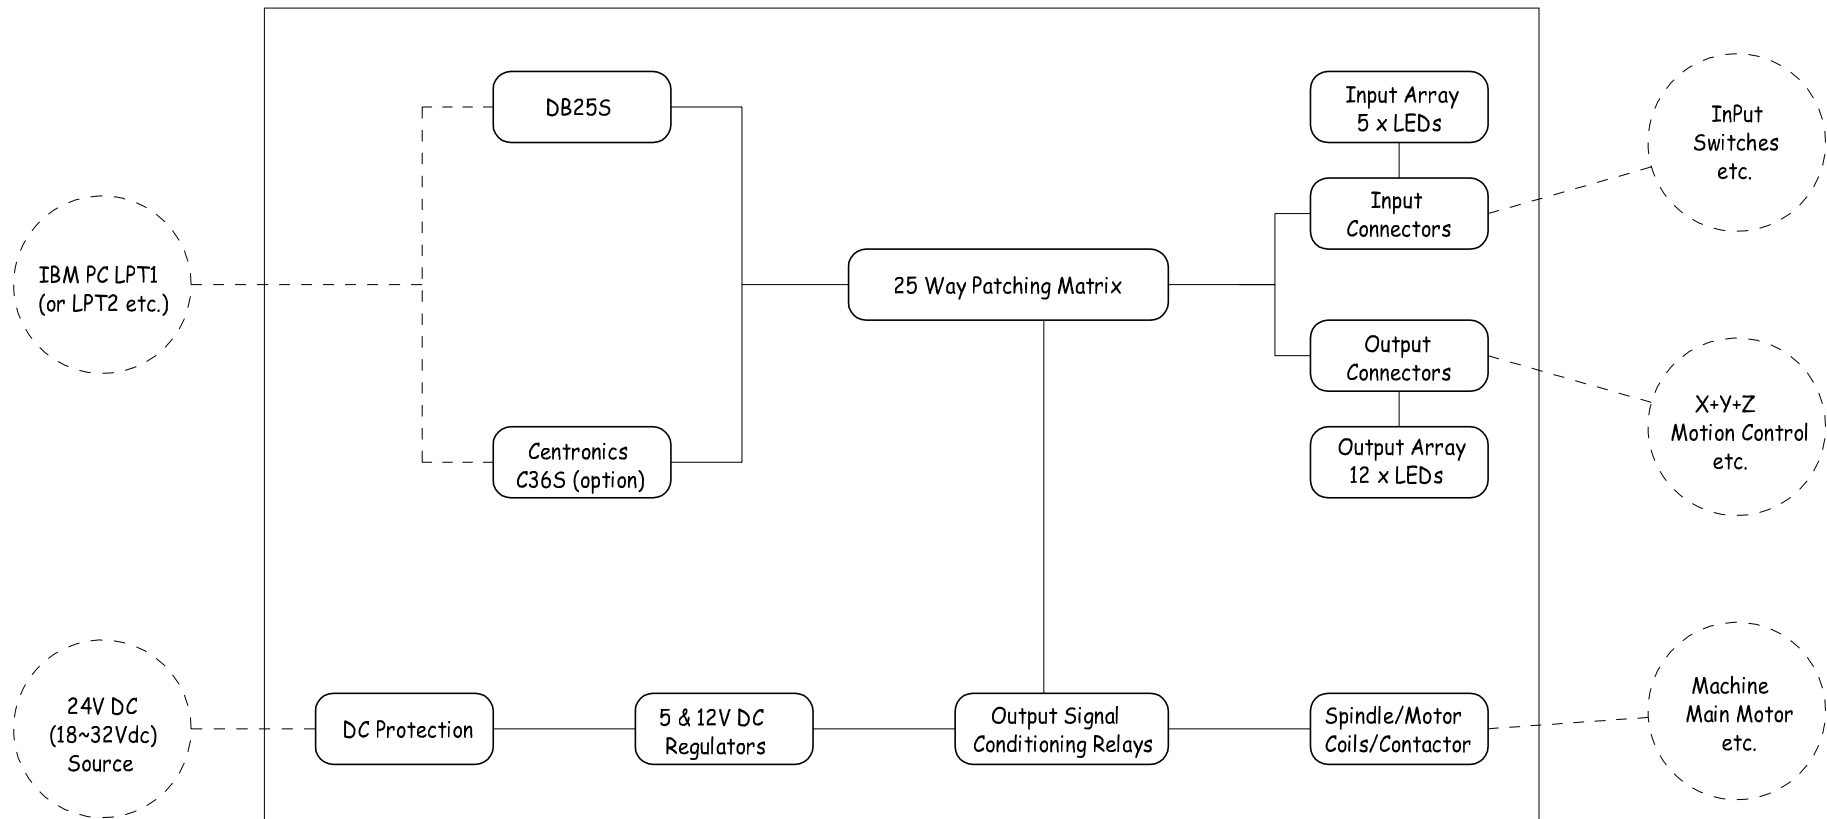 DB25S
Input Array
5 x LEDs
InPut
Switches
etc.
Input
Connectors
IBM PC LPT1
(or LPT2 etc.)
25 Way Patching Matrix
Output
Connectors
X+Y+Z
Motion Control
etc.
Centronics
C36S (option)
Output Array
12 x LEDs
24V DC
(18~32Vdc)
Source
DC Protection
5 & 12V DC
Regulators
Output Signal
Conditioning Relays
Spindle/Motor
Coils/Contactor
Machine
Main Motor
etc.